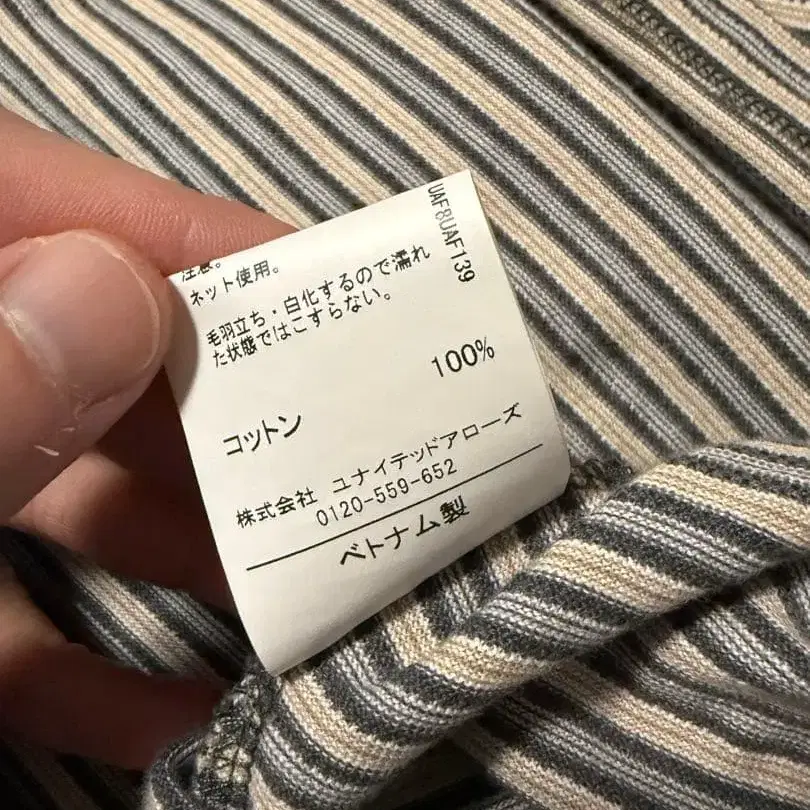 注意。
ネット使用。
毛羽立ち・白化するので濡れ
た状態ではこすらない。
コットン 100%
株式会社 ユナイテッドアローズ
0120-559-652
ベトナム製
UAF8UAF139